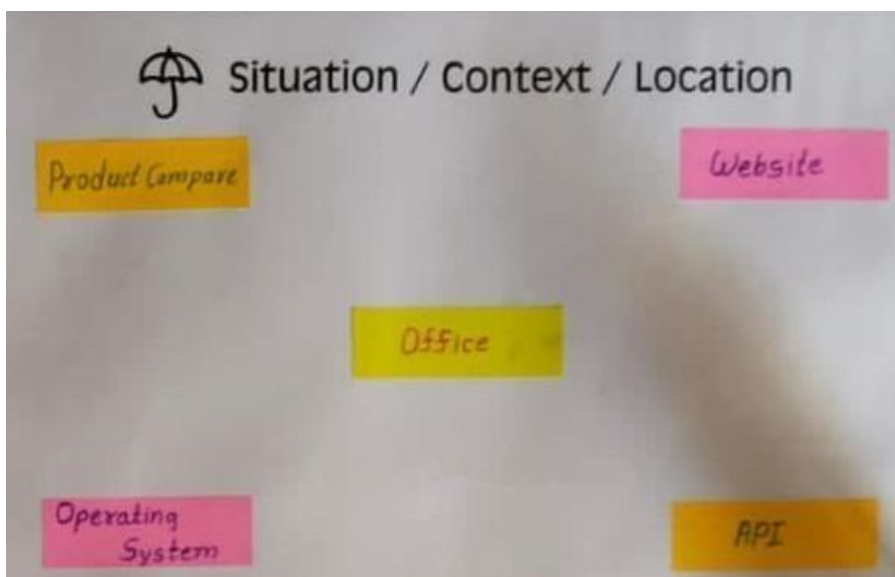 Situation / Context / Location
Product Compare
Website
Office
Operating
System
API